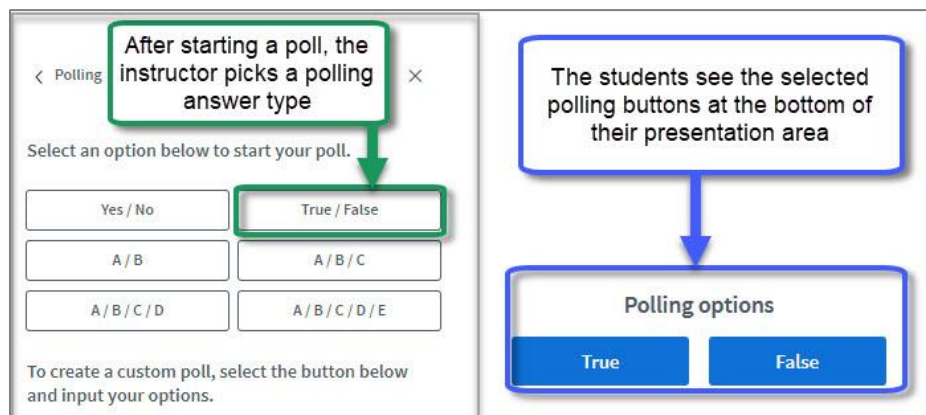 After starting a poll, the
instructor picks a polling
answer type
Polling
Select an option below to start your poll.
Yes / No
True / False
A / B
A / B / C
A / B / C / D
A / B / C / D / E
To create a custom poll, select the button below
and input your options.
The students see the selected
polling buttons at the bottom of
their presentation area
Polling options
True
False